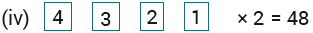 (iv) 4 3 2 1 × 2 = 48